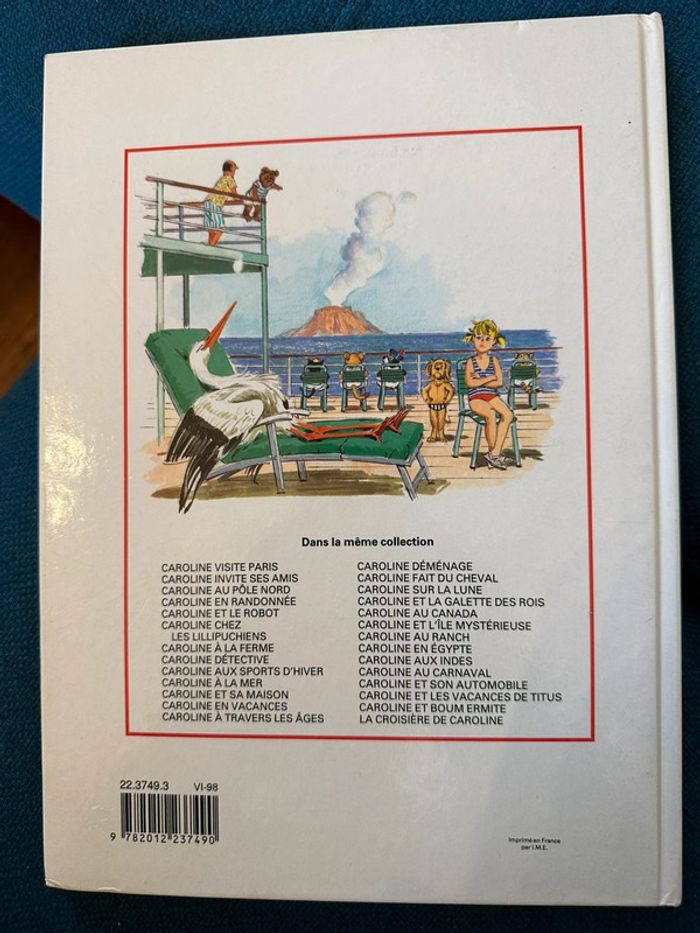 Dans la même collection
CAROLINE VISITE PARIS
CAROLINE INVITE SES AMIS
CAROLINE AU PÔLE NORD
CAROLINE EN RANDONNÉE
CAROLINE ET LE ROBOT
CAROLINE CHEZ
LES LILLIPUCHIENS
CAROLINE À LA FERME
CAROLINE DÉTECTIVE
CAROLINE AUX SPORTS D'HIVER
CAROLINE À LA MER
CAROLINE ET SA MAISON
CAROLINE EN VACANCES
CAROLINE À TRAVERS LES ÂGES
CAROLINE DÉMÉNAGE
CAROLINE FAIT DU CHEVAL
CAROLINE SUR LA LUNE
CAROLINE ET LA GALETTE DES ROIS
CAROLINE AU CANADA
CAROLINE ET L'ÎLE MYSTÉRIEUSE
CAROLINE AU RANCH
CAROLINE EN ÉGYPTE
CAROLINE AUX INDES
CAROLINE AU CARNAVAL
CAROLINE ET SON AUTOMOBILE
CAROLINE ET LES VACANCES DE TITUS
CAROLINE ET BOUM ERMITE
LA CROISIÈRE DE CAROLINE
22.3749.3 VI-98
9 782012 237490
Imprimé en France
par I.M.E.